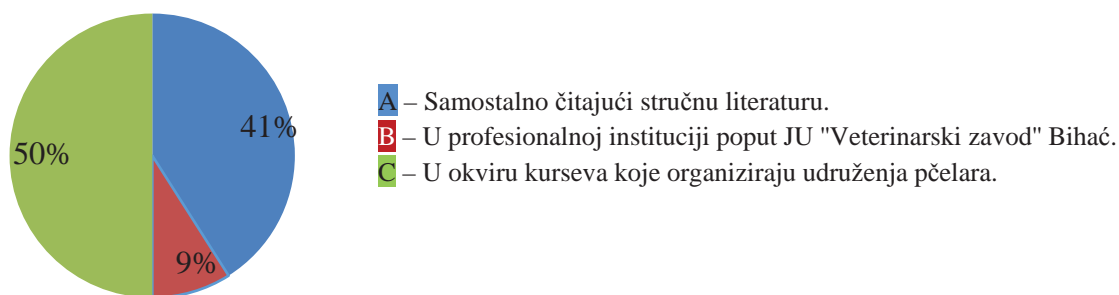 41%
A – Samostalno čitajući stručnu literaturu.
B – U profesionalnoj instituciji poput JU "Veterinarski zavod" Bihać.
50%
C – U okviru kurseva koje organiziraju udruženja pčelara.
9%